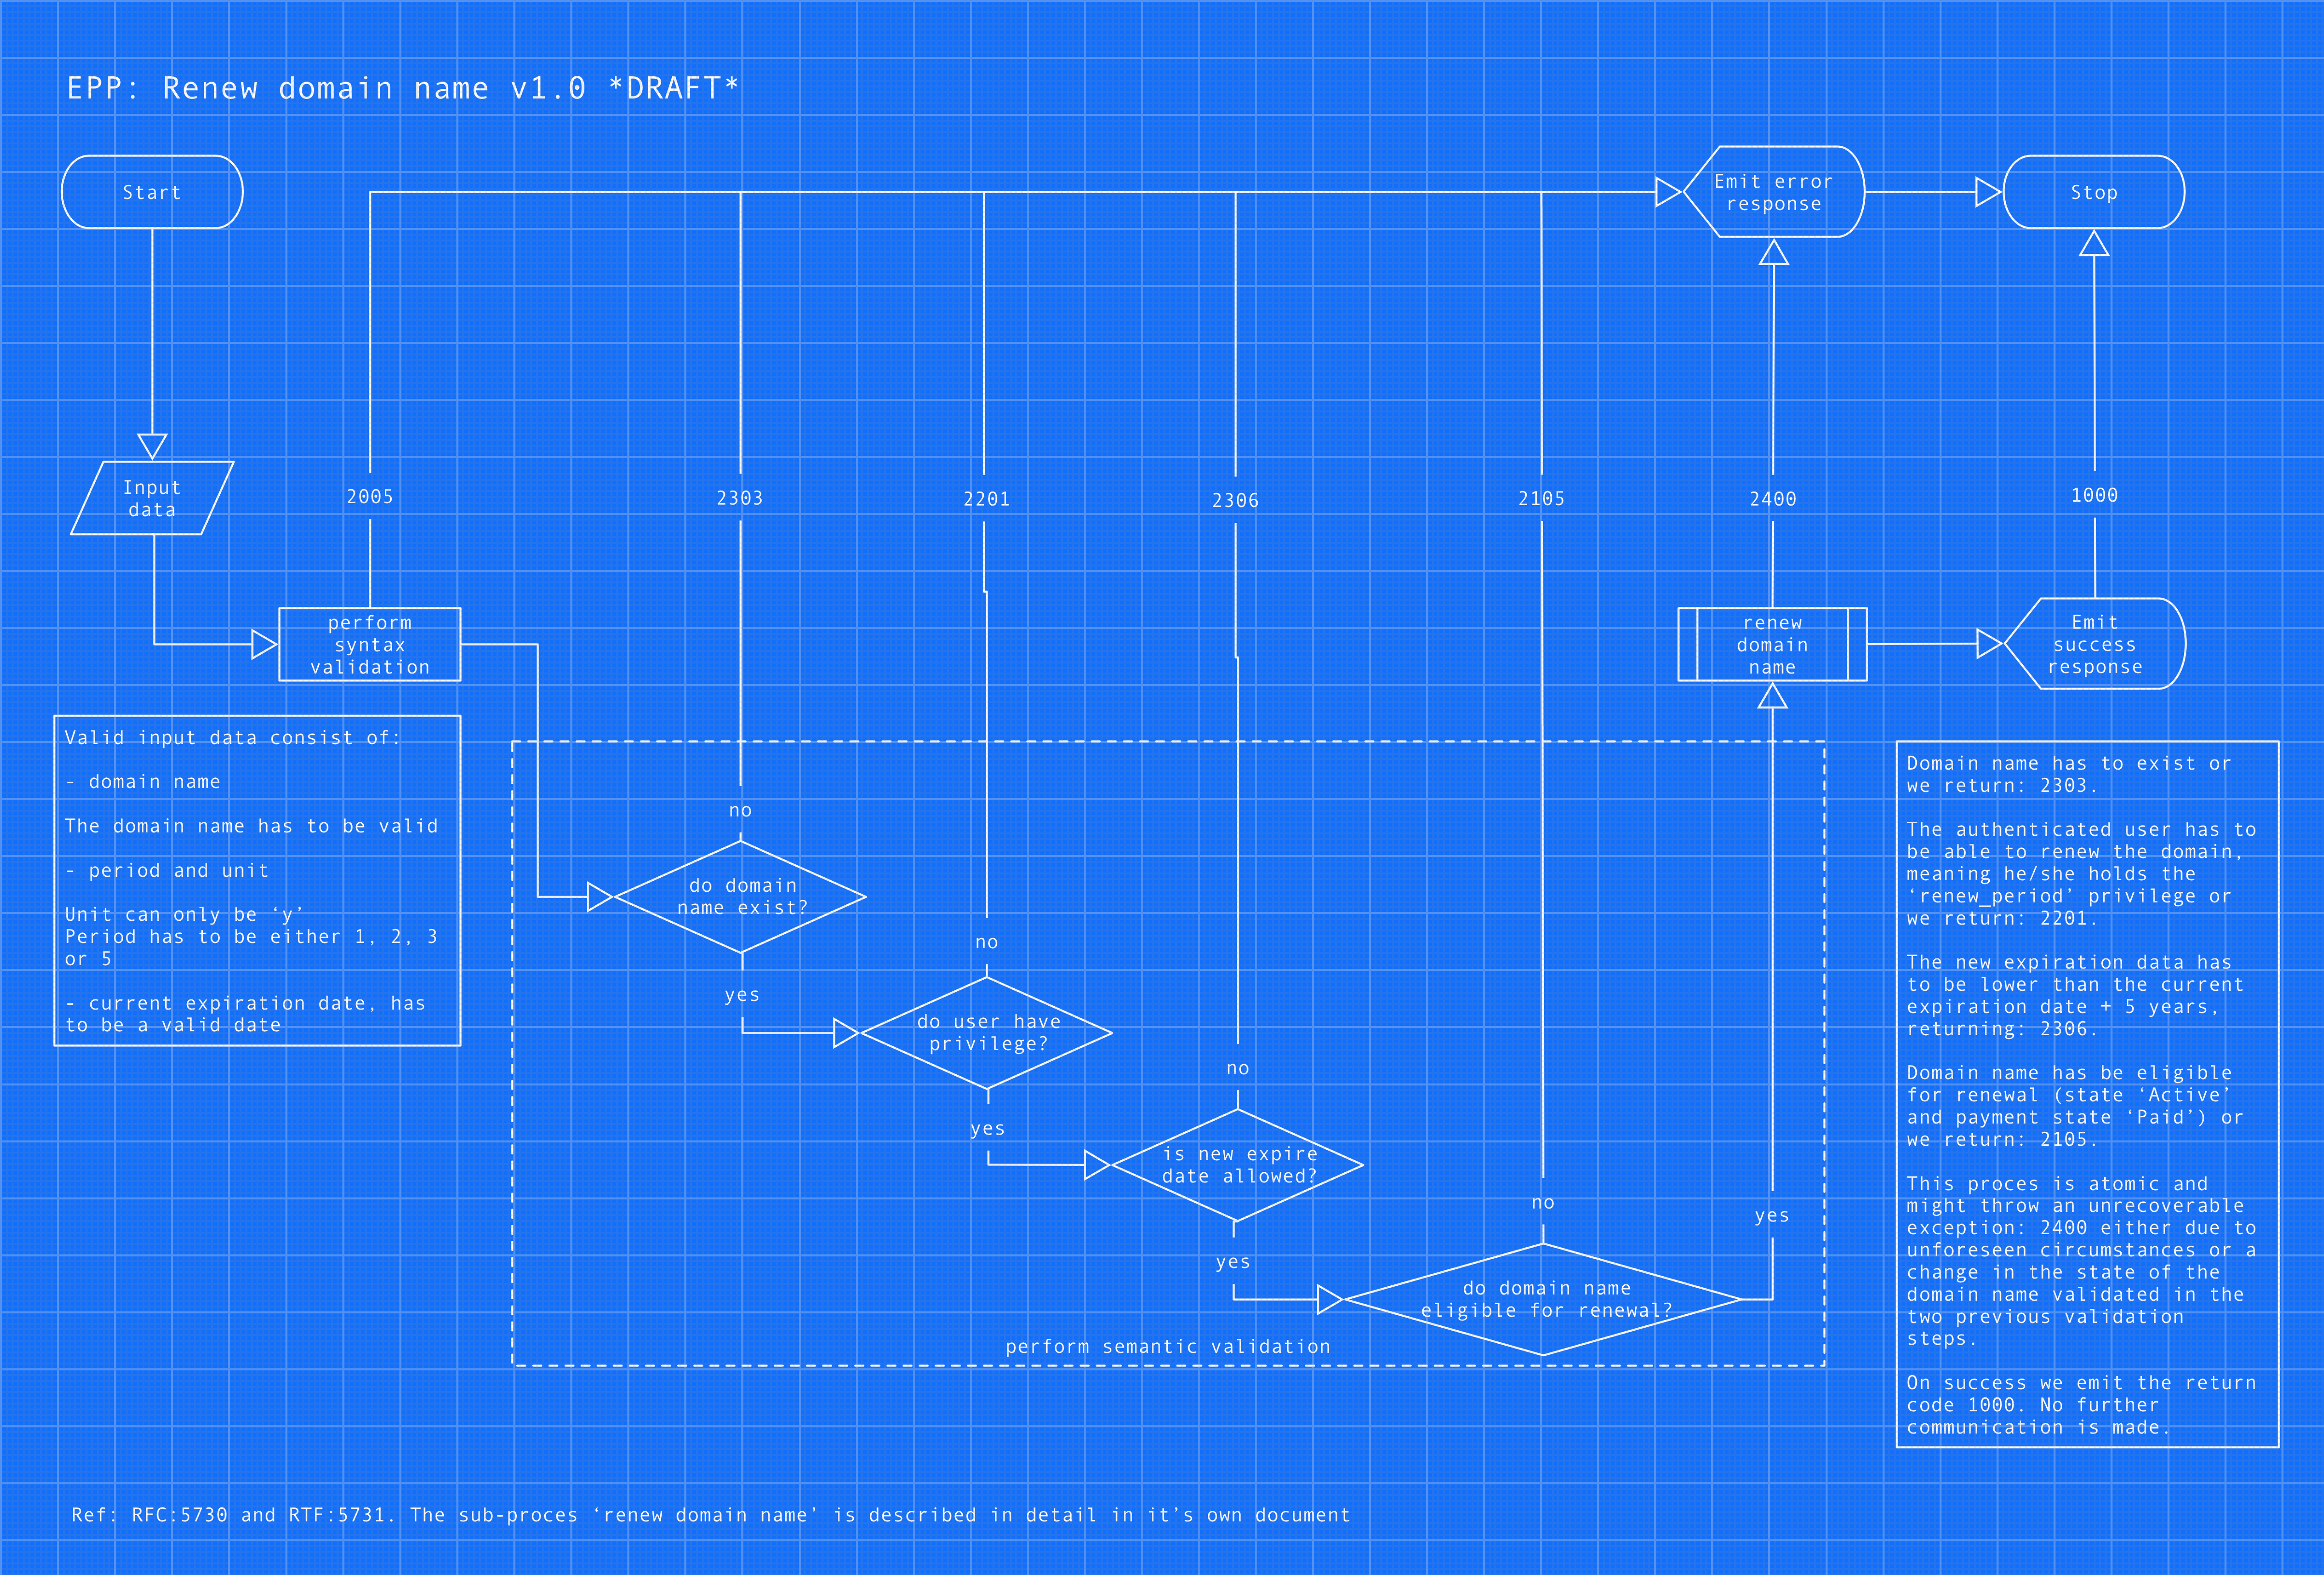 EPP: Renew domain name v1.0 *DRAFT*
Start
Emit error
response
Stop
Input
data
2005
2303
2201
2306
2105
2400
1000
perform
syntax
validation
renew
domain
name
Emit
success
response
Valid input data consist of:
- domain name
The domain name has to be valid
- period and unit
Unit can only be ‘y’
Period has to be either 1, 2, 3
or 5
- current expiration date, has
to be a valid date
no
do domain
name exist?
yes
no
do user have
privilege?
yes
no
is new expire
date allowed?
yes
no
do domain name
eligible for renewal?
yes
perform semantic validation
Domain name has to exist or
we return: 2303.
The authenticated user has to
be able to renew the domain,
meaning he/she holds the
‘renew_period’ privilege or
we return: 2201.
The new expiration data has
to be lower than the current
expiration date + 5 years,
returning: 2306.
Domain name has be eligible
for renewal (state ‘Active’
and payment state ‘Paid’) or
we return: 2105.
This proces is atomic and
might throw an unrecoverable
exception: 2400 either due to
unforeseen circumstances or a
change in the state of the
domain name validated in the
two previous validation
steps.
On success we emit the return
code 1000. No further
communication is made.
Ref: RFC:5730 and RTF:5731. The sub-proces ‘renew domain name’ is described in detail in it’s own document